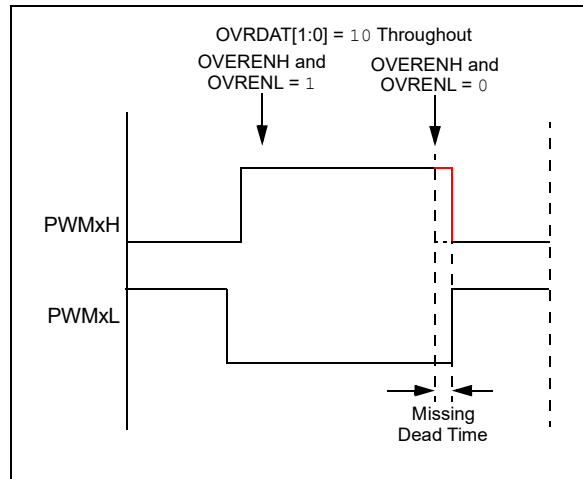 OVRDAT[1:0] = 10 Throughout
OVERENH and
OVRENL = 1
OVERENH and
OVRENL = 0
PWMxH
PWMxL
Missing
Dead Time